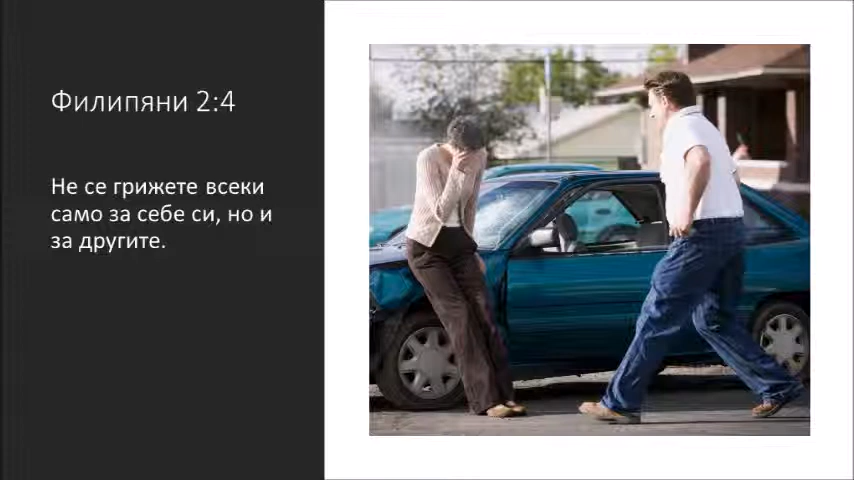 Филипяни 2:4
Не се грижете всеки
само за себе си, но и
за другите.